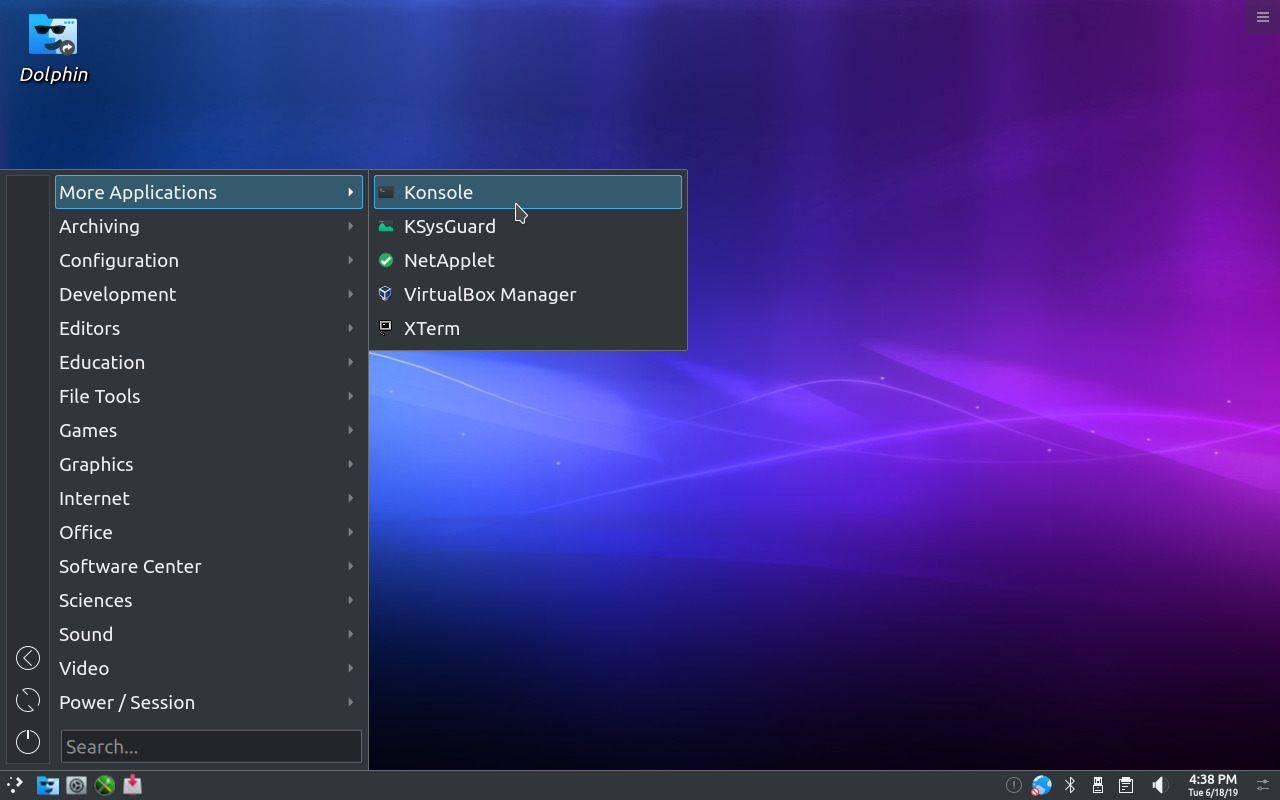 Dolphin
More Applications
Archiving
Configuration
Development
Editors
Education
File Tools
Games
Graphics
Internet
Office
Software Center
Sciences
Sound
Video
Power / Session
Search...
Konsole
KSysGuard
NetApplet
VirtualBox Manager
XTerm
4:38 PM
Tue 6/18/19